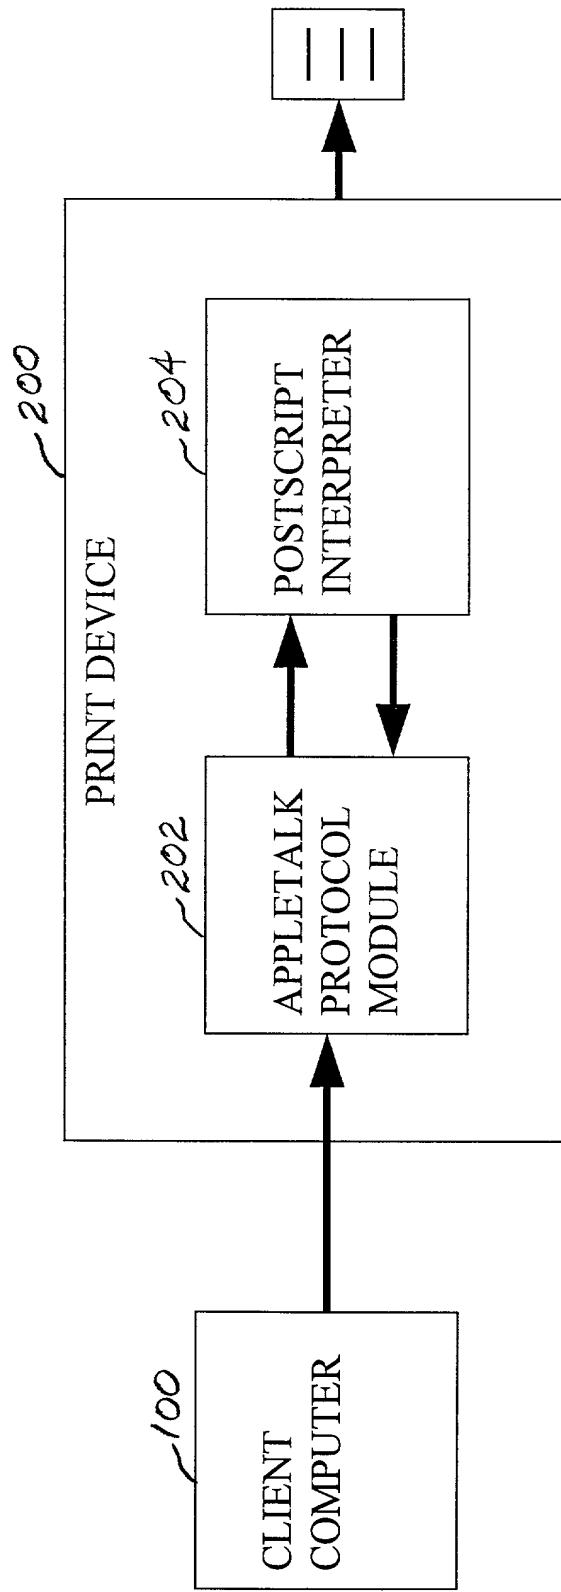 PRINT DEVICE
200
CLIENT
COMPUTER
100
APPLETALK
PROTOCOL
MODULE
202
POSTSCRIPT
INTERPRETER
204